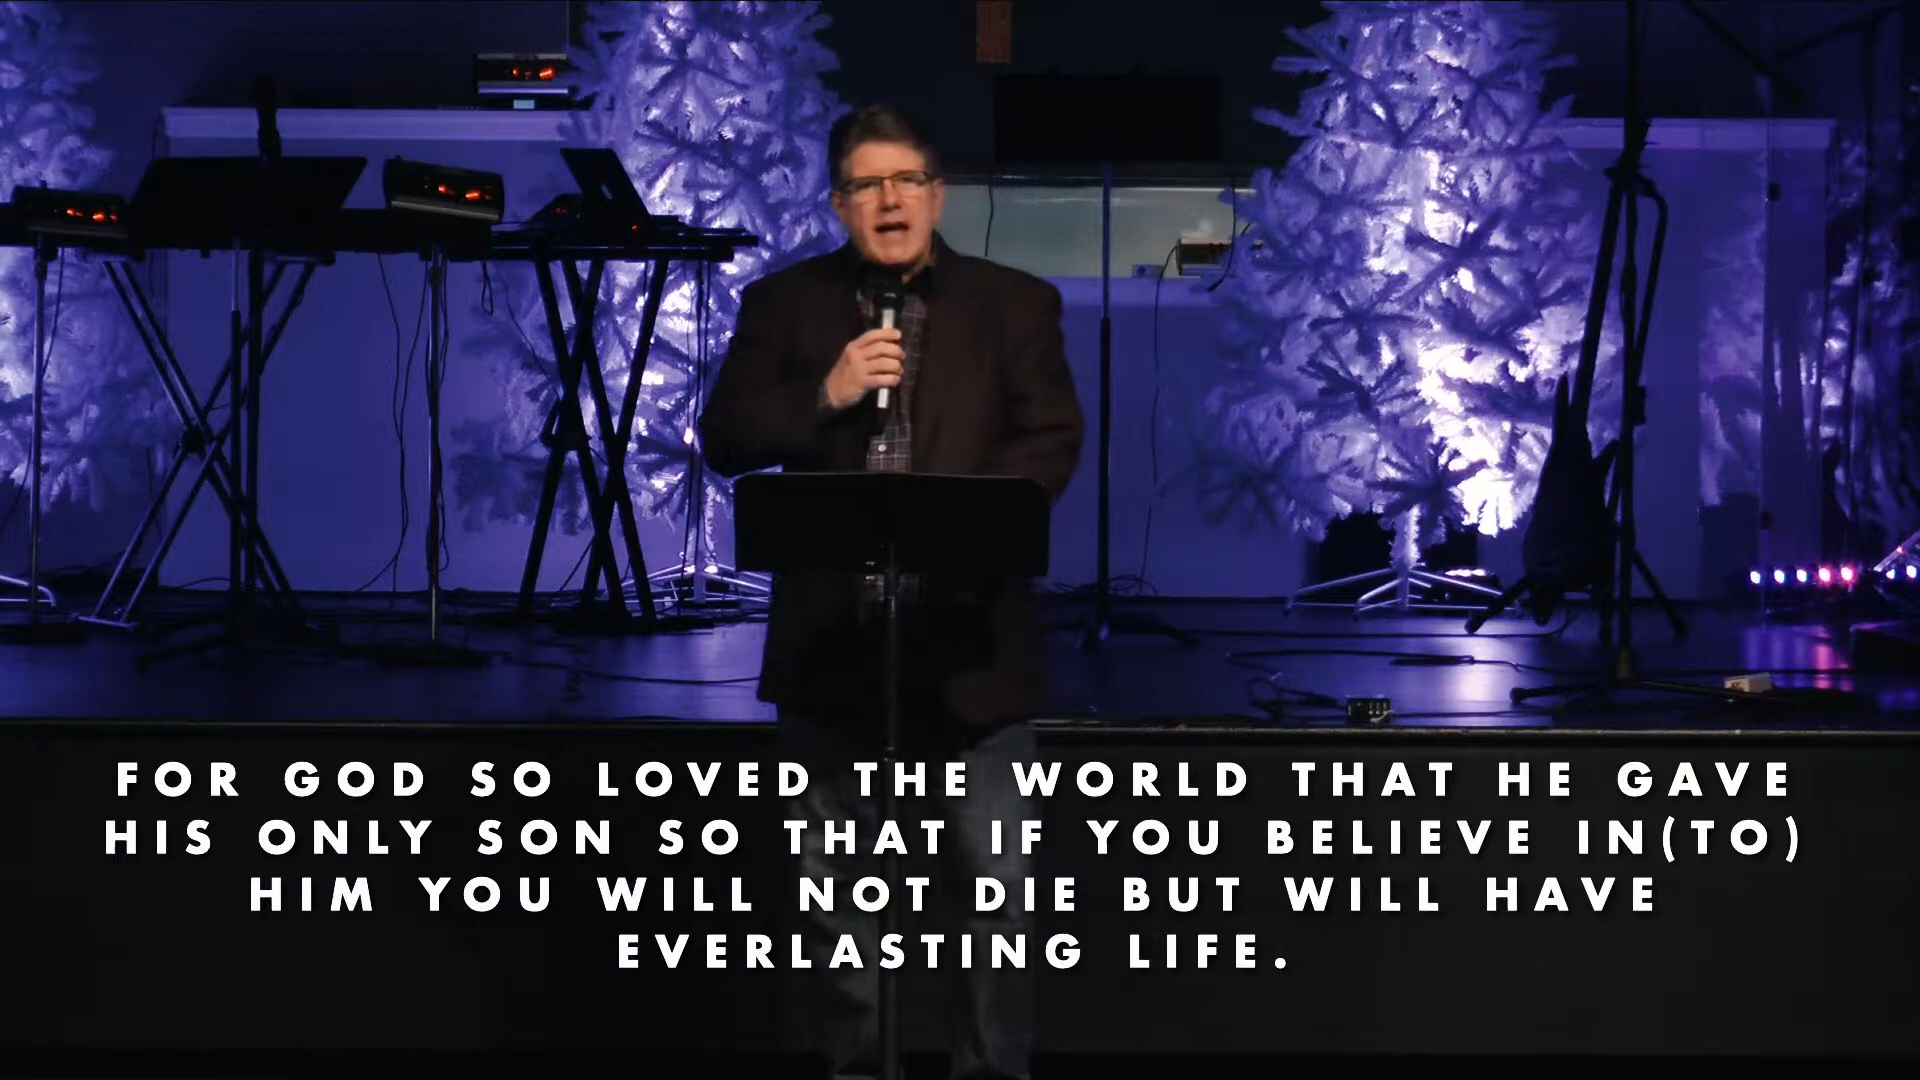 FOR GOD SO LOVED THE WORLD THAT HE GAVE
HIS ONLY SON SO THAT IF YOU BELIEVE IN(TO)
HIM YOU WILL NOT DIE BUT WILL HAVE
EVERLASTING LIFE.